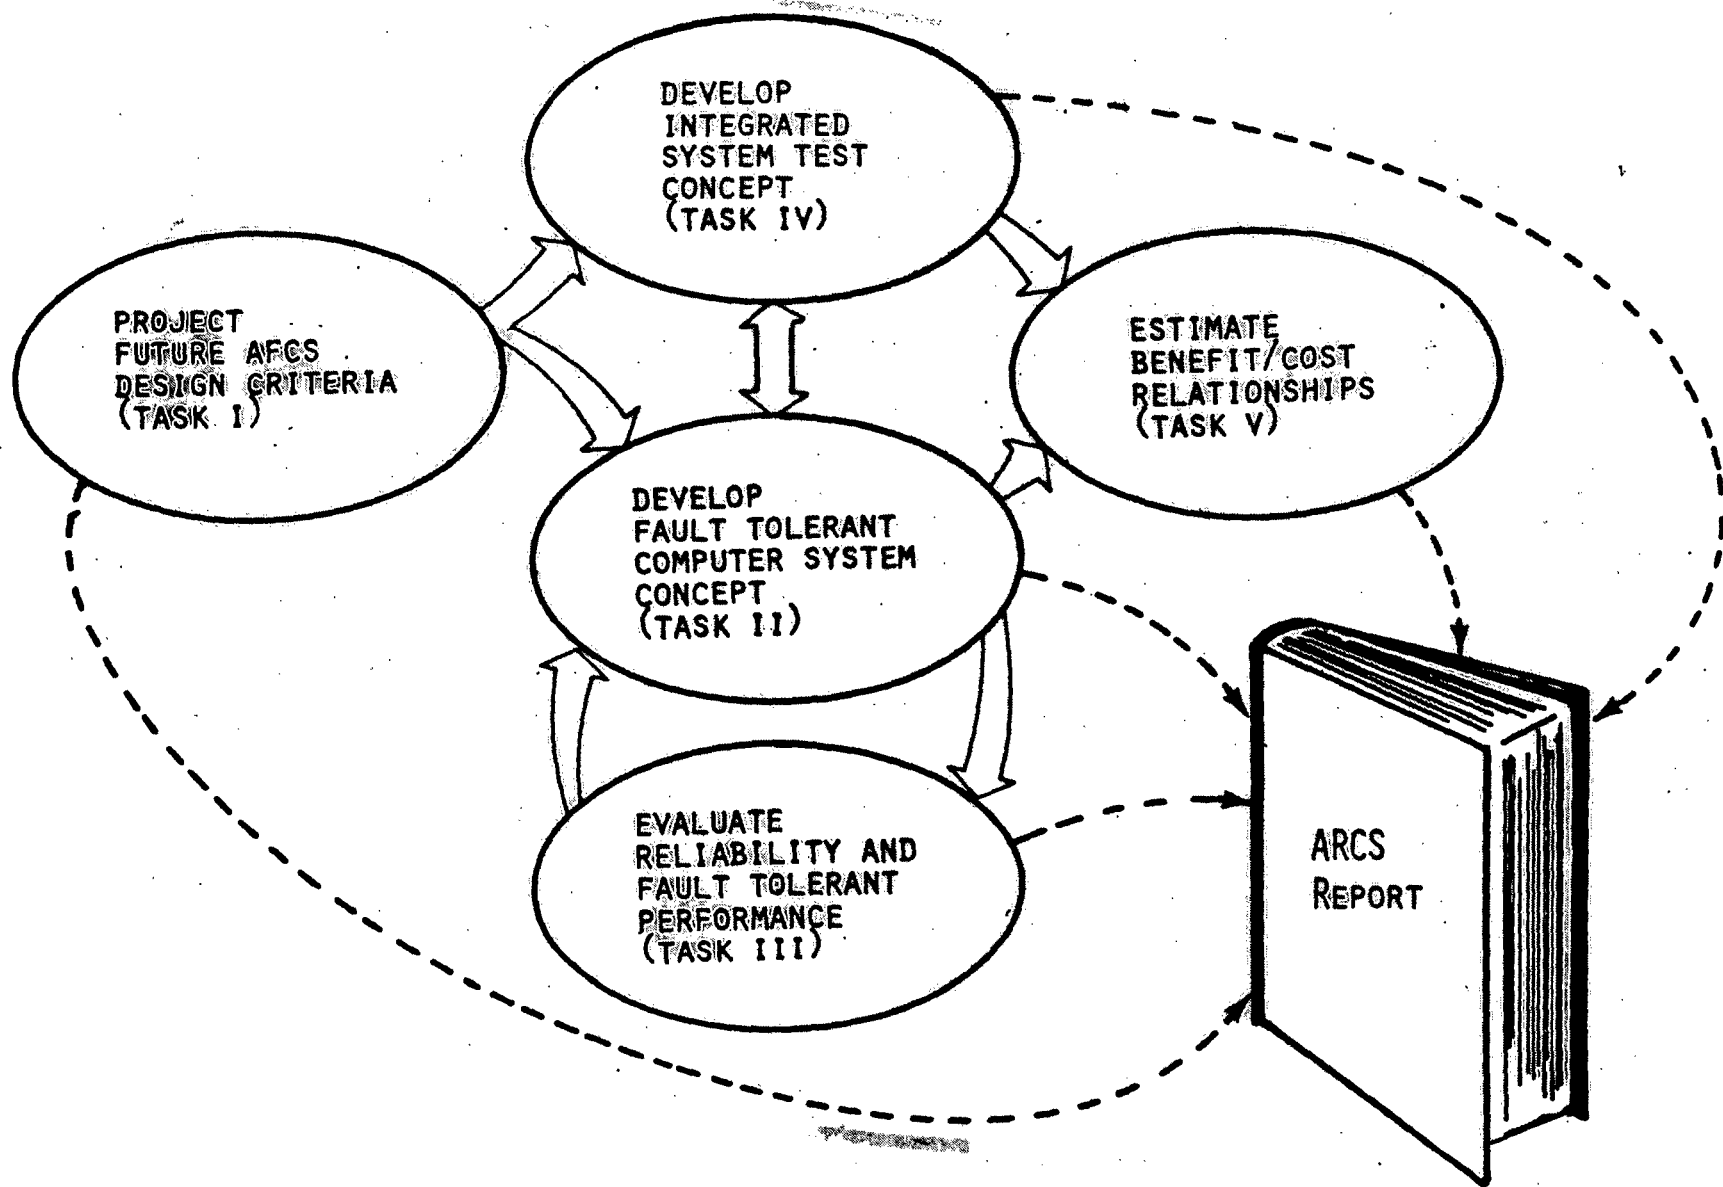 DEVELOP
INTEGRATED
SYSTEM TEST
CONCEPT
(TASK IV)
PROJECT
FUTURE AFCS
DESIGN CRITERIA
(TASK I)
ESTIMATE
BENEFIT/COST
RELATIONSHIPS
(TASK V)
DEVELOP
FAULT TOLERANT
COMPUTER SYSTEM
CONCEPT
(TASK II)
EVALUATE
RELIABILITY AND
FAULT TOLERANT
PERFORMANCE
(TASK III)
ARCS
REPORT